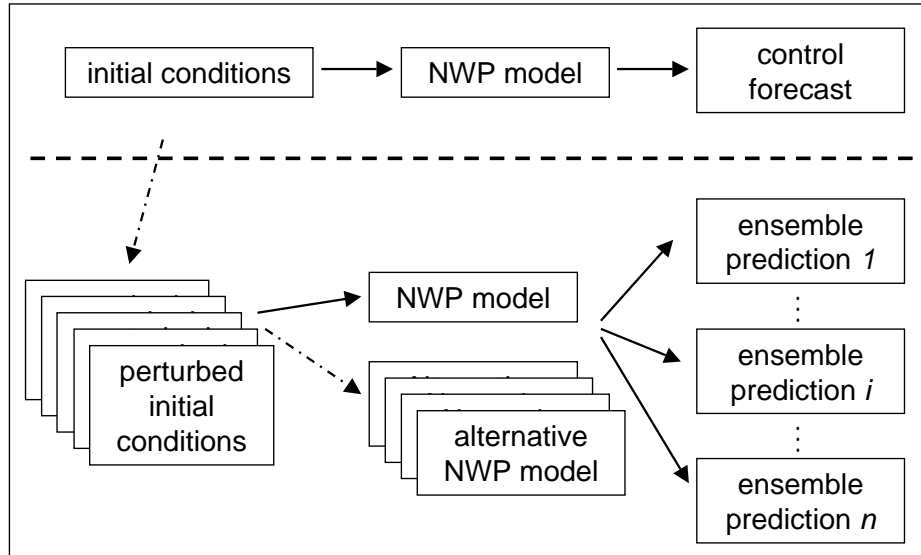 initial conditions
NWP model
control
forecast
perturbed
initial
conditions
NWP model
alternative
NWP model
ensemble
prediction 1
ensemble
prediction i
ensemble
prediction n